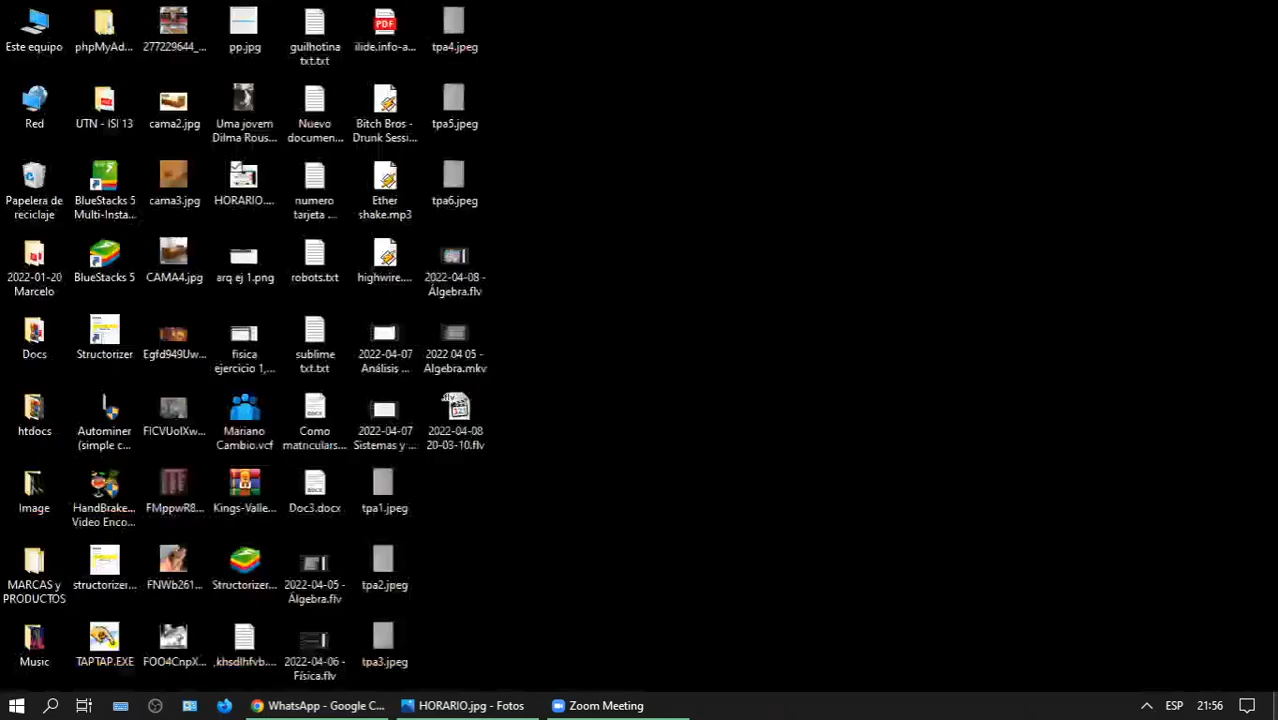 Este equipo
phpMyAd...
277229644_...
pp.jpg
guilhotina
txt.txt
ilide.info-a...
tpa4.jpeg
Red
UTN - ISI 13
cama2.jpg
Uma jovem
Dilma Rous...
Nuevo
documen...
Bitch Bros -
Drunk Sessi...
tpa5.jpeg
Papelera de
reciclaje
BlueStacks 5
Multi-Insta...
cama3.jpg
HORARIO....
numero
tarjeta ...
Ether
shake.mp3
tpa6.jpeg
2022-01-20
Marcelo
BlueStacks 5
CAMA4.jpg
arq ej 1.png
robots.txt
highwire....
2022-04-08 -
Álgebra.flv
Docs
Structorizer
Egfd949Uw...
fisica
ejercicio 1,...
sublime
txt.txt
2022-04-07
Análisis ...
2022 04 05 -
Algebra.mkv
htdocs
Autominer
(simple c...
FICVUoIXw...
Mariano
Cambio.vcf
Como
matriculars...
2022-04-07
Sistemas y ...
2022-04-08
20-03-10.flv
Image
HandBrake...
Video Enco...
FMppwR8...
Kings-Valle...
Doc3.docx
tpa1.jpeg
MARCAS y
PRODUCTOS
structorizer...
FNWb261...
Structorizer...
2022-04-05 -
Álgebra.flv
tpa2.jpeg
Music
TAPTAP.EXE
FOO4CnpX...
,khsdlhfvb....
2022-04-06 -
Física.flv
tpa3.jpeg
WhatsApp - Google C...
HORARIO.jpg - Fotos
Zoom Meeting
ESP
21:56